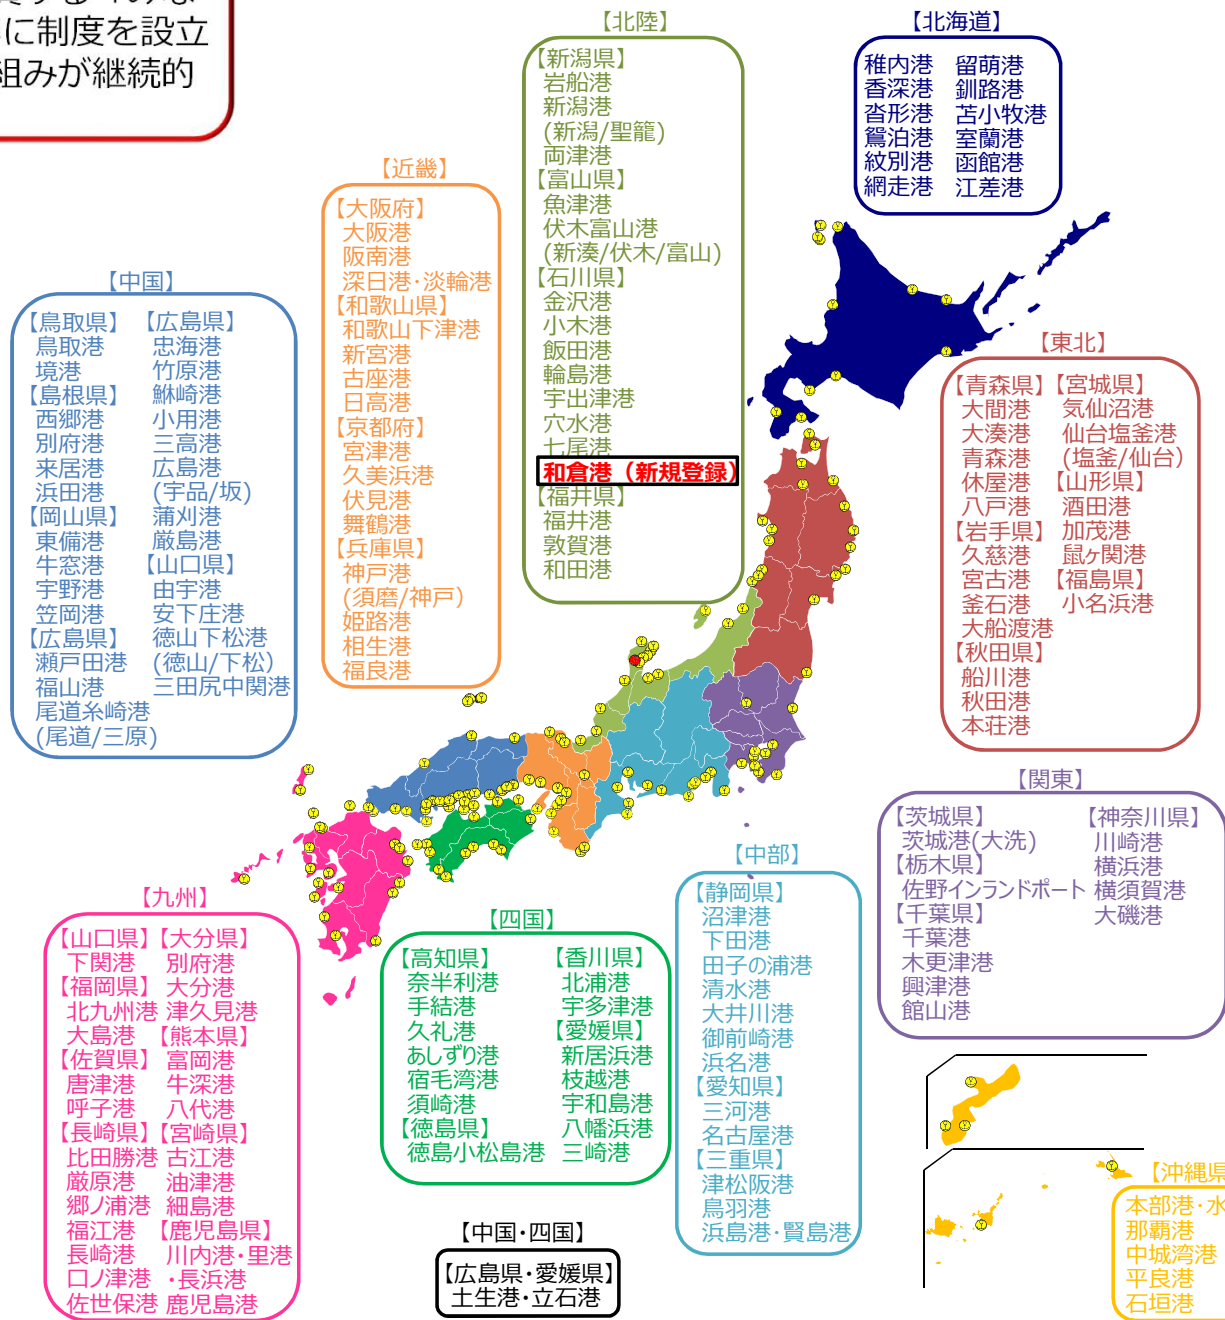 に制度を設立
組みが継続的
【北陸】
【新潟県】
岩船港
新潟港
(新潟/聖籠)
両津港
【富山県】
魚津港
伏木富山港
(新湊/伏木/富山)
【石川県】
金沢港
小木港
飯田港
輪島港
宇出津港
穴水港
七尾港
和倉港（新規登録）
【福井県】
福井港
敦賀港
和田港
【北海道】
稚内港 留萌港
香深港 釧路港
沓形港 苫小牧港
鴛泊港 室蘭港
紋別港 函館港
網走港 江差港
【近畿】
【大阪府】
大阪港
阪南港
深日港・淡輪港
【和歌山県】
和歌山下津港
新宮港
古座港
日高港
【京都府】
宮津港
久美浜港
伏見港
舞鶴港
【兵庫県】
神戸港
(須磨/神戸)
姫路港
相生港
福良港
【中国】
【鳥取県】
鳥取港
境港
【島根県】
西郷港
別府港
来居港
浜田港
【岡山県】
東備港
牛窓港
宇野港
笠岡港
【広島県】
瀬戸田港
福山港
尾道糸崎港
(尾道/三原)
【広島県】
忠海港
竹原港
鮴崎港
小用港
三高港
広島港
(宇品/坂)
蒲刈港
厳島港
【山口県】
由宇港
安下庄港
徳山下松港
(徳山/下松)
三田尻中関港
【東北】
【青森県】
大間港
大湊港
青森港
休屋港
八戸港
【岩手県】
久慈港
宮古港
釜石港
大船渡港
【秋田県】
船川港
秋田港
本荘港
【宮城県】
気仙沼港
仙台塩釜港
(塩釜/仙台)
【山形県】
酒田港
加茂港
鼠ヶ関港
【福島県】
小名浜港
【関東】
【茨城県】
茨城港(大洗)
【栃木県】
佐野インランドポート
【千葉県】
千葉港
木更津港
興津港
館山港
【神奈川県】
川崎港
横浜港
横須賀港
大磯港
【中部】
【静岡県】
沼津港
下田港
田子の浦港
清水港
大井川港
御前崎港
浜名港
【愛知県】
三河港
名古屋港
【三重県】
津松阪港
鳥羽港
浜島港・賢島港
【九州】
【山口県】
下関港
【福岡県】
北九州港
大島港
【佐賀県】
唐津港
呼子港
【長崎県】
比田勝港
厳原港
郷ノ浦港
福江港
長崎港
口ノ津港
佐世保港
【大分県】
別府港
大分港
津久見港
【熊本県】
富岡港
牛深港
八代港
【宮崎県】
古江港
油津港
細島港
【鹿児島県】
川内港・里港
・長浜港
鹿児島港
【四国】
【高知県】
奈半利港
手結港
久礼港
あしずり港
宿毛湾港
須崎港
【徳島県】
徳島小松島港
【香川県】
北浦港
宇多津港
【愛媛県】
新居浜港
枝越港
宇和島港
八幡浜港
三崎港
【中国・四国】
【広島県・愛媛県】
土生港・立石港
【沖縄県
本部港・水
那覇港
中城湾港
平良港
石垣港